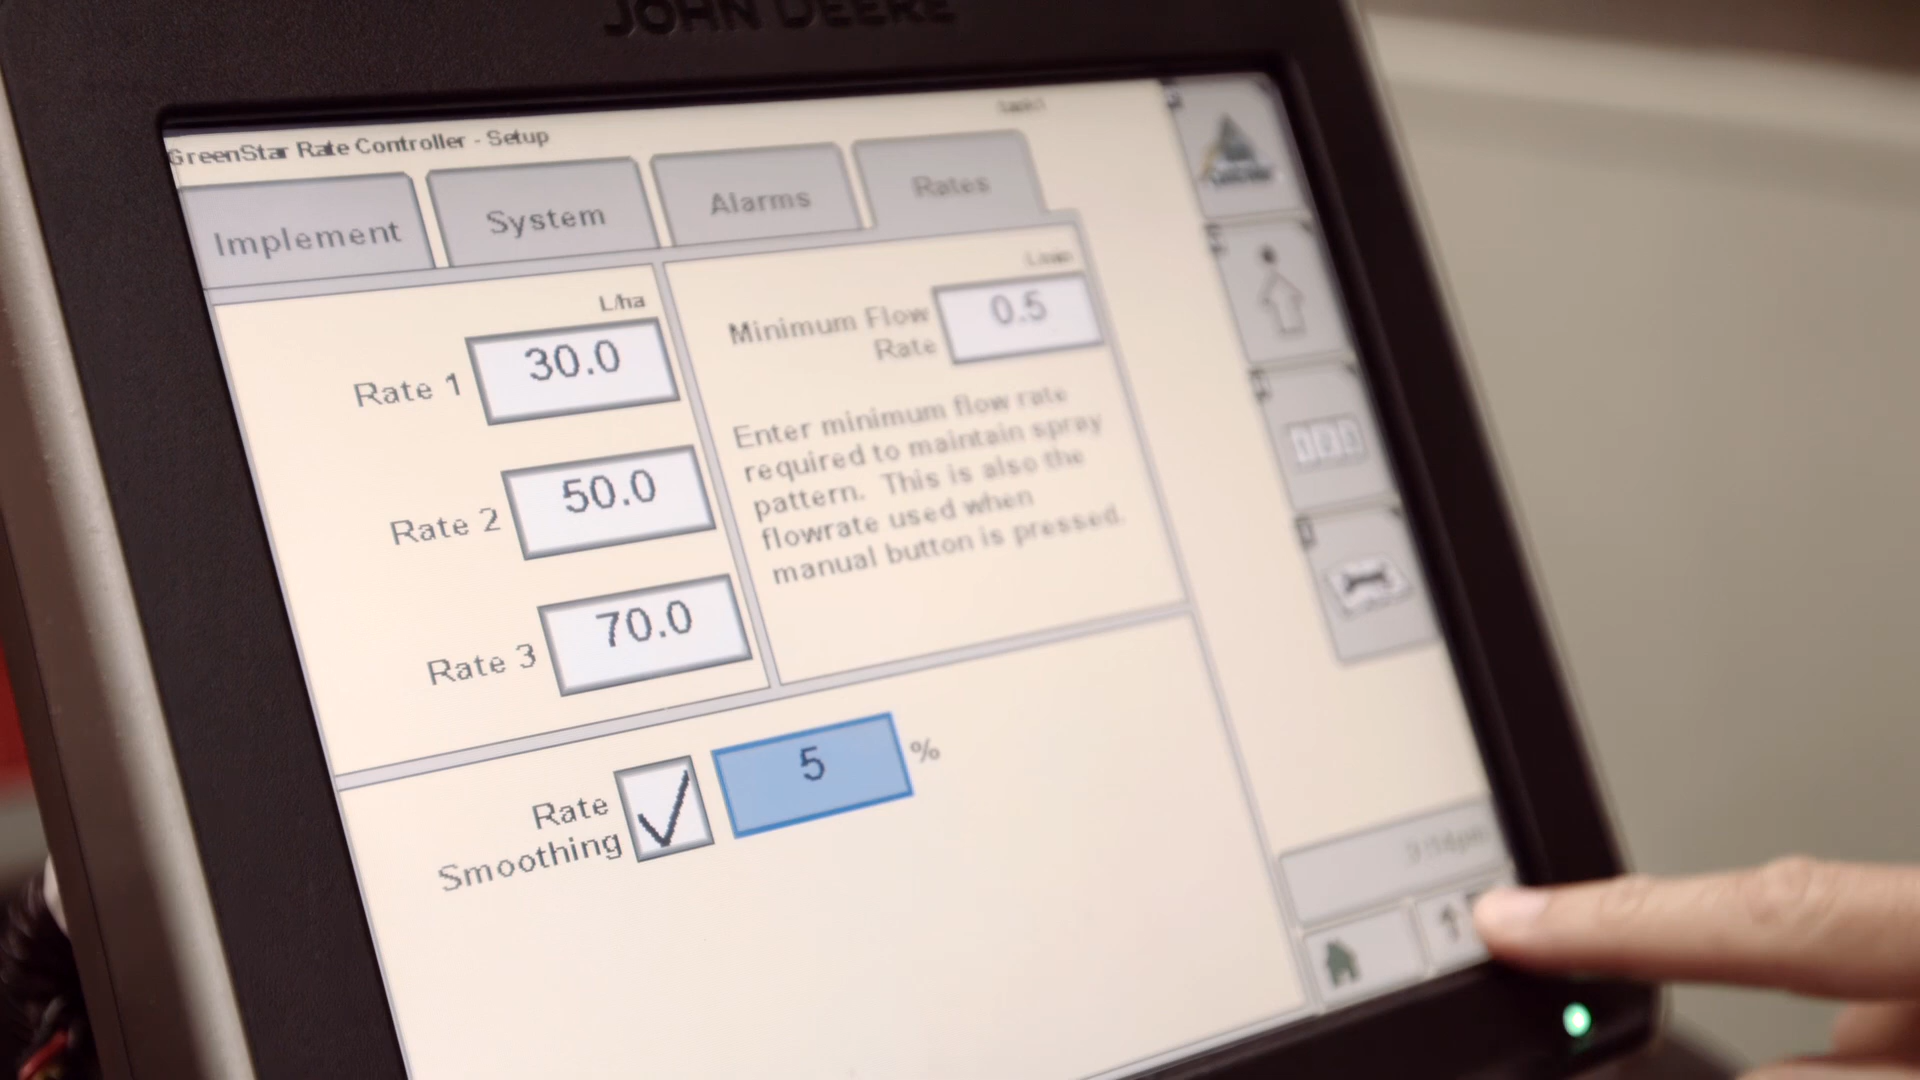 JOHN DEERE
GreenStar Rate Controller - Setup
Implement
System
Alarms
Rates
L/ha
Rate 1
30.0
Rate 2
50.0
Rate 3
70.0
Minimum Flow
Rate
0.5
Enter minimum flow rate
required to maintain spray
pattern. This is also the
flowrate used when
manual button is pressed.
Rate
Smoothing
5
%